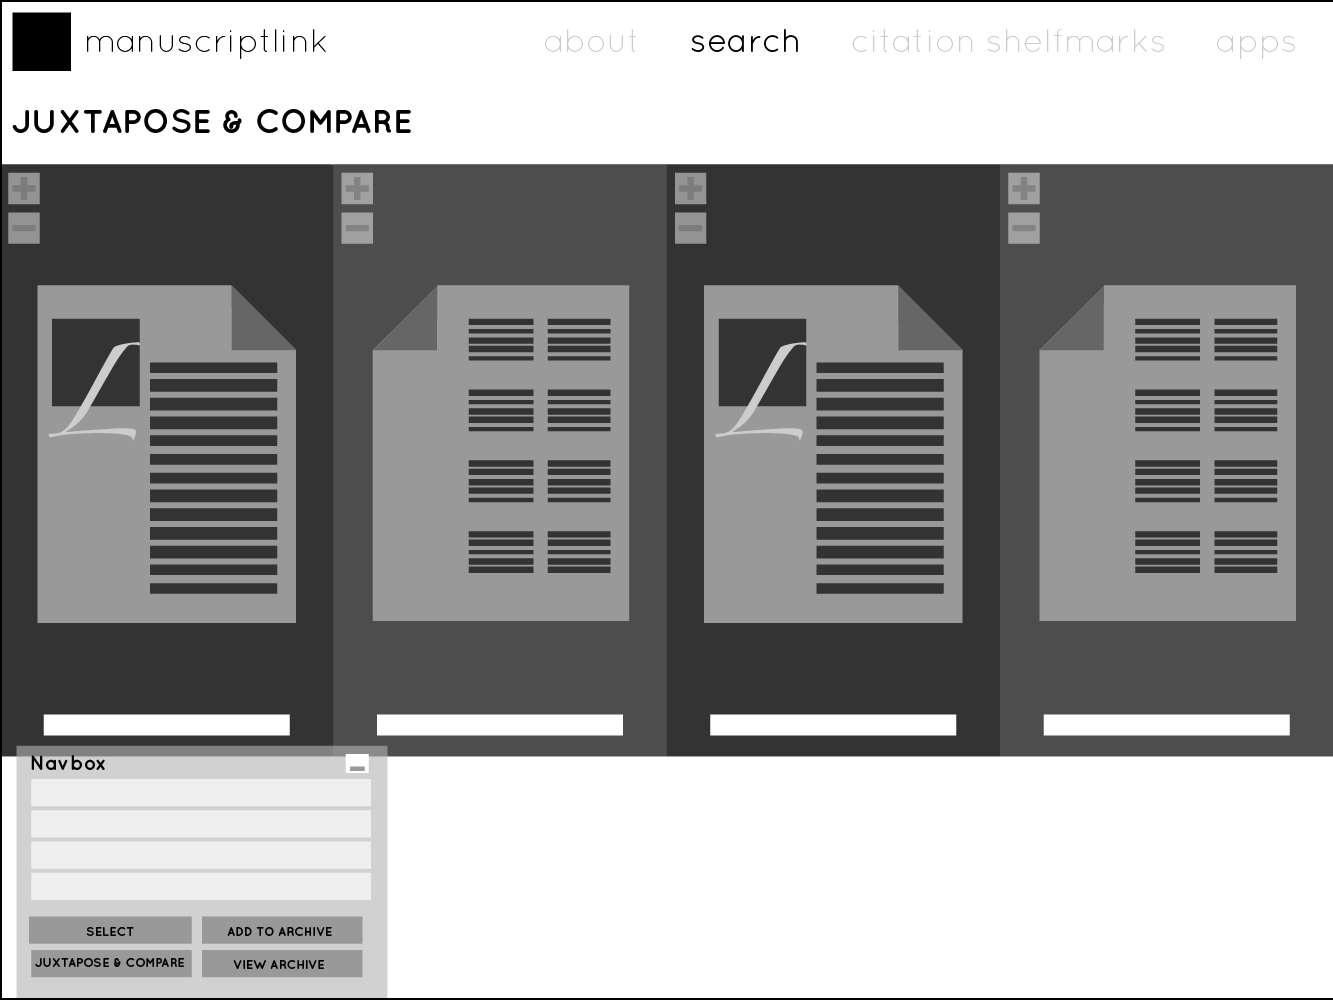 manuscriptlink
about
search
citation shelfmarks
apps
JUXTAPOSE & COMPARE
L
L
Navbox
SELECT
ADD TO ARCHIVE
JUXTAPOSE & COMPARE
VIEW ARCHIVE